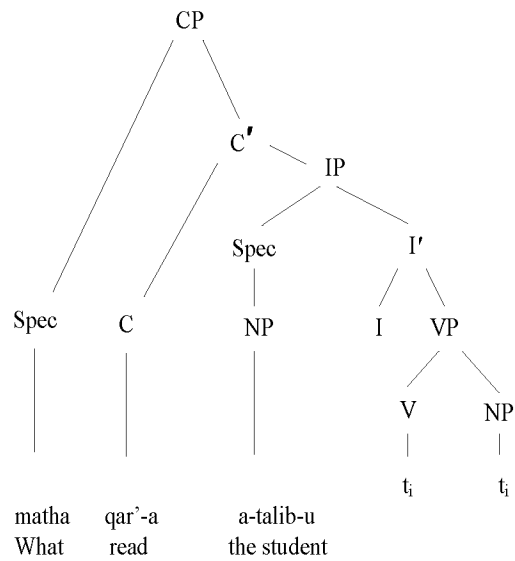 CP
C′
IP
Spec I′
Spec C NP I VP
V NP
tᵢ tᵢ
matha qar’-a a-talib-u
What read the student